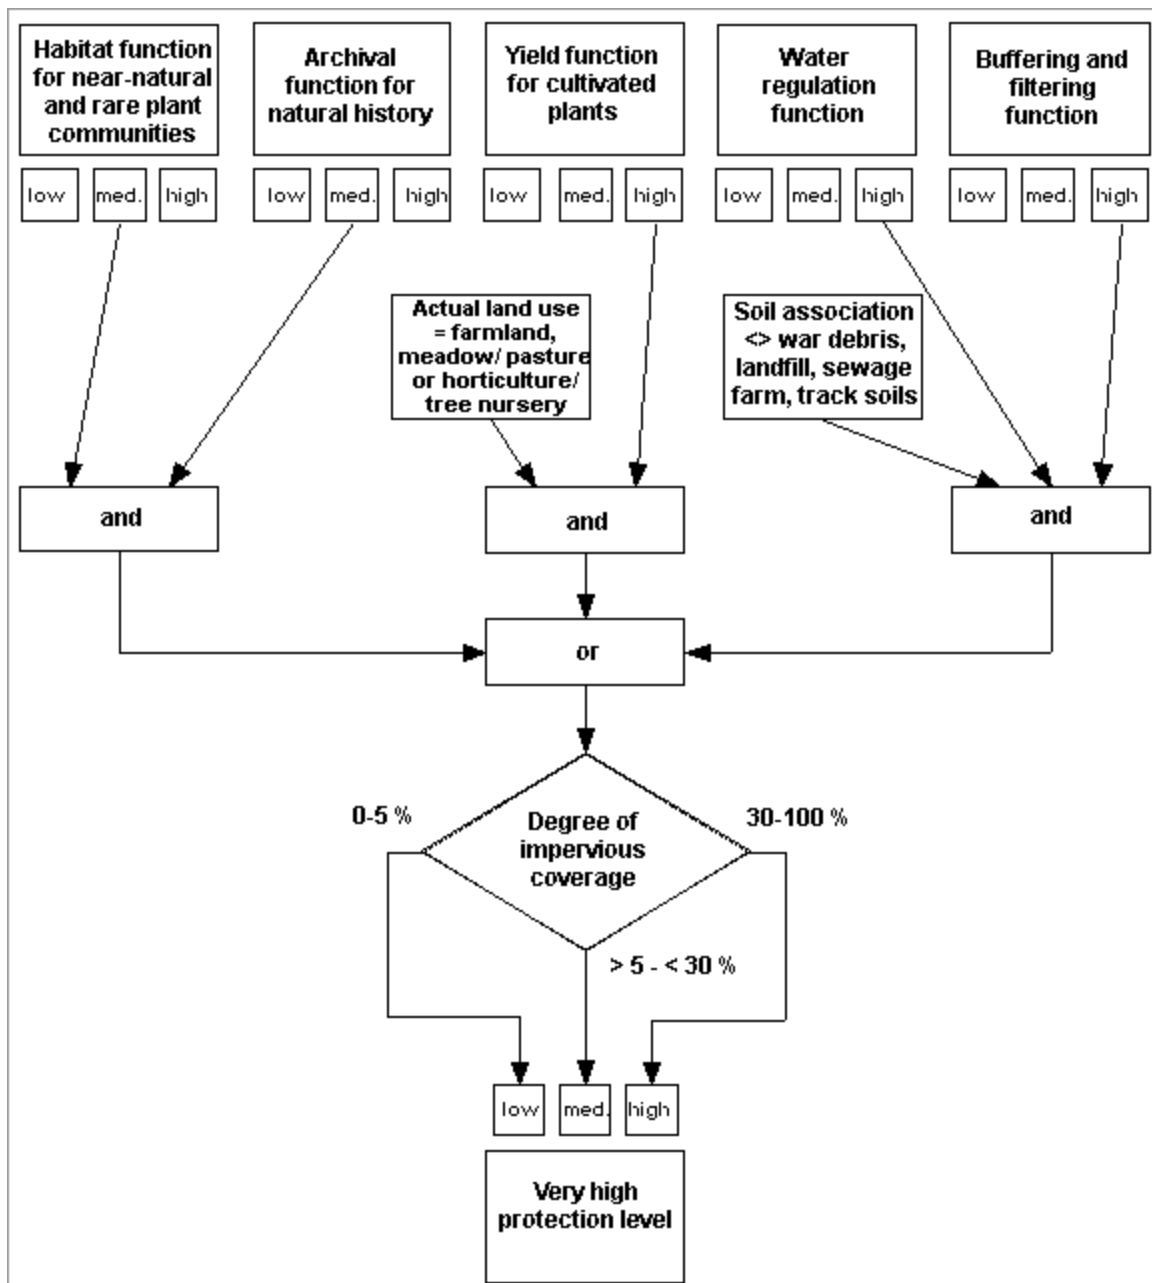 Habitat function
for near-natural
and rare plant
communities
Archival
function for
natural history
Yield function
for cultivated
plants
Water
regulation
function
Buffering and
filtering
function
low
med.
high
low
med.
high
low
med.
high
low
med.
high
low
med.
high
Actual land use
= farmland,
meadow/ pasture
or horticulture/
tree nursery
Soil association
<> war debris,
landfill, sewage
farm, track soils
and
and
and
or
0-5 %
Degree of
impervious
coverage
30-100 %
> 5 - < 30 %
low
med.
high
Very high
protection level